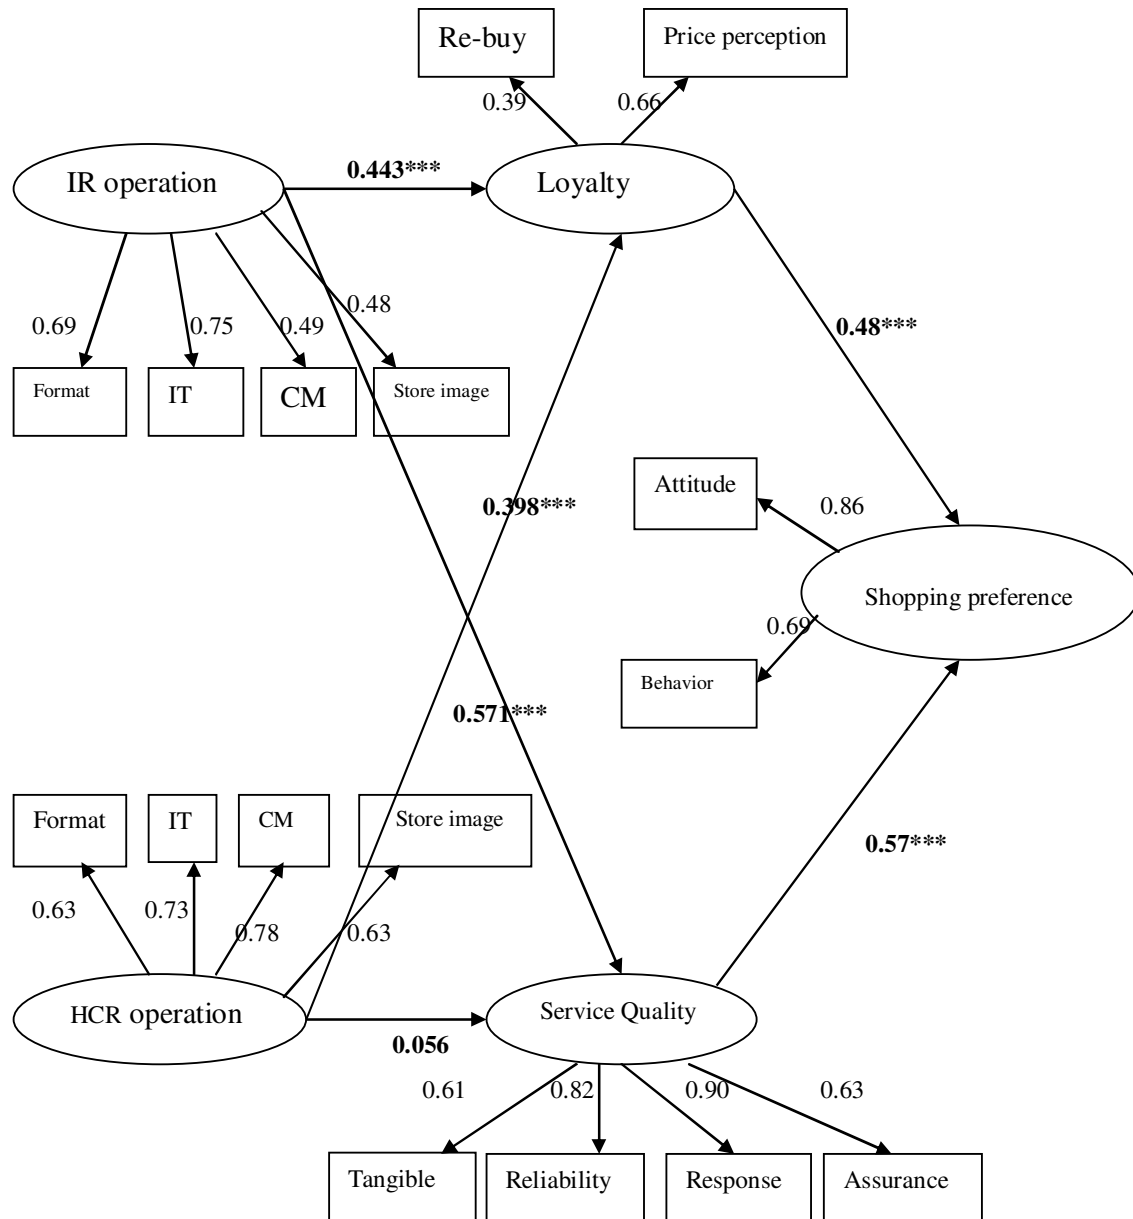 Re-buy
Price perception
0.39
0.66
IR operation
0.443***
Loyalty
0.69
0.75
0.49
0.48
0.48***
Format
IT
CM
Store image
Attitude
0.86
0.398***
Shopping preference
0.69
Behavior
0.571***
Format
IT
CM
Store image
0.57***
0.63
0.73
0.78
0.63
HCR operation
Service Quality
0.056
0.61
0.82
0.90
0.63
Tangible
Reliability
Response
Assurance